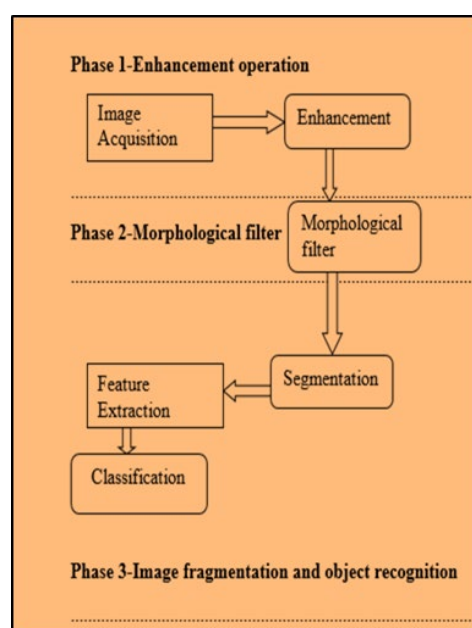 Phase 1-Enhancement operation
Image
Acquisition
Enhancement
Phase 2-Morphological filter
Morphological
filter
Segmentation
Feature
Extraction
Classification
Phase 3-Image fragmentation and object recognition